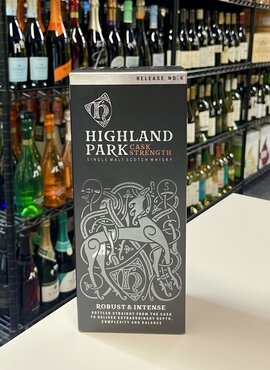 RELEASE NO.4
HIGHLAND
PARK CASK
STRENGTH
SINGLE MALT SCOTCH WHISKY
ROBUST & INTENSE
BOTTLED STRAIGHT FROM THE CASK
TO DELIVER EXTRAORDINARY DEPTH,
COMPLEXITY AND BALANCE